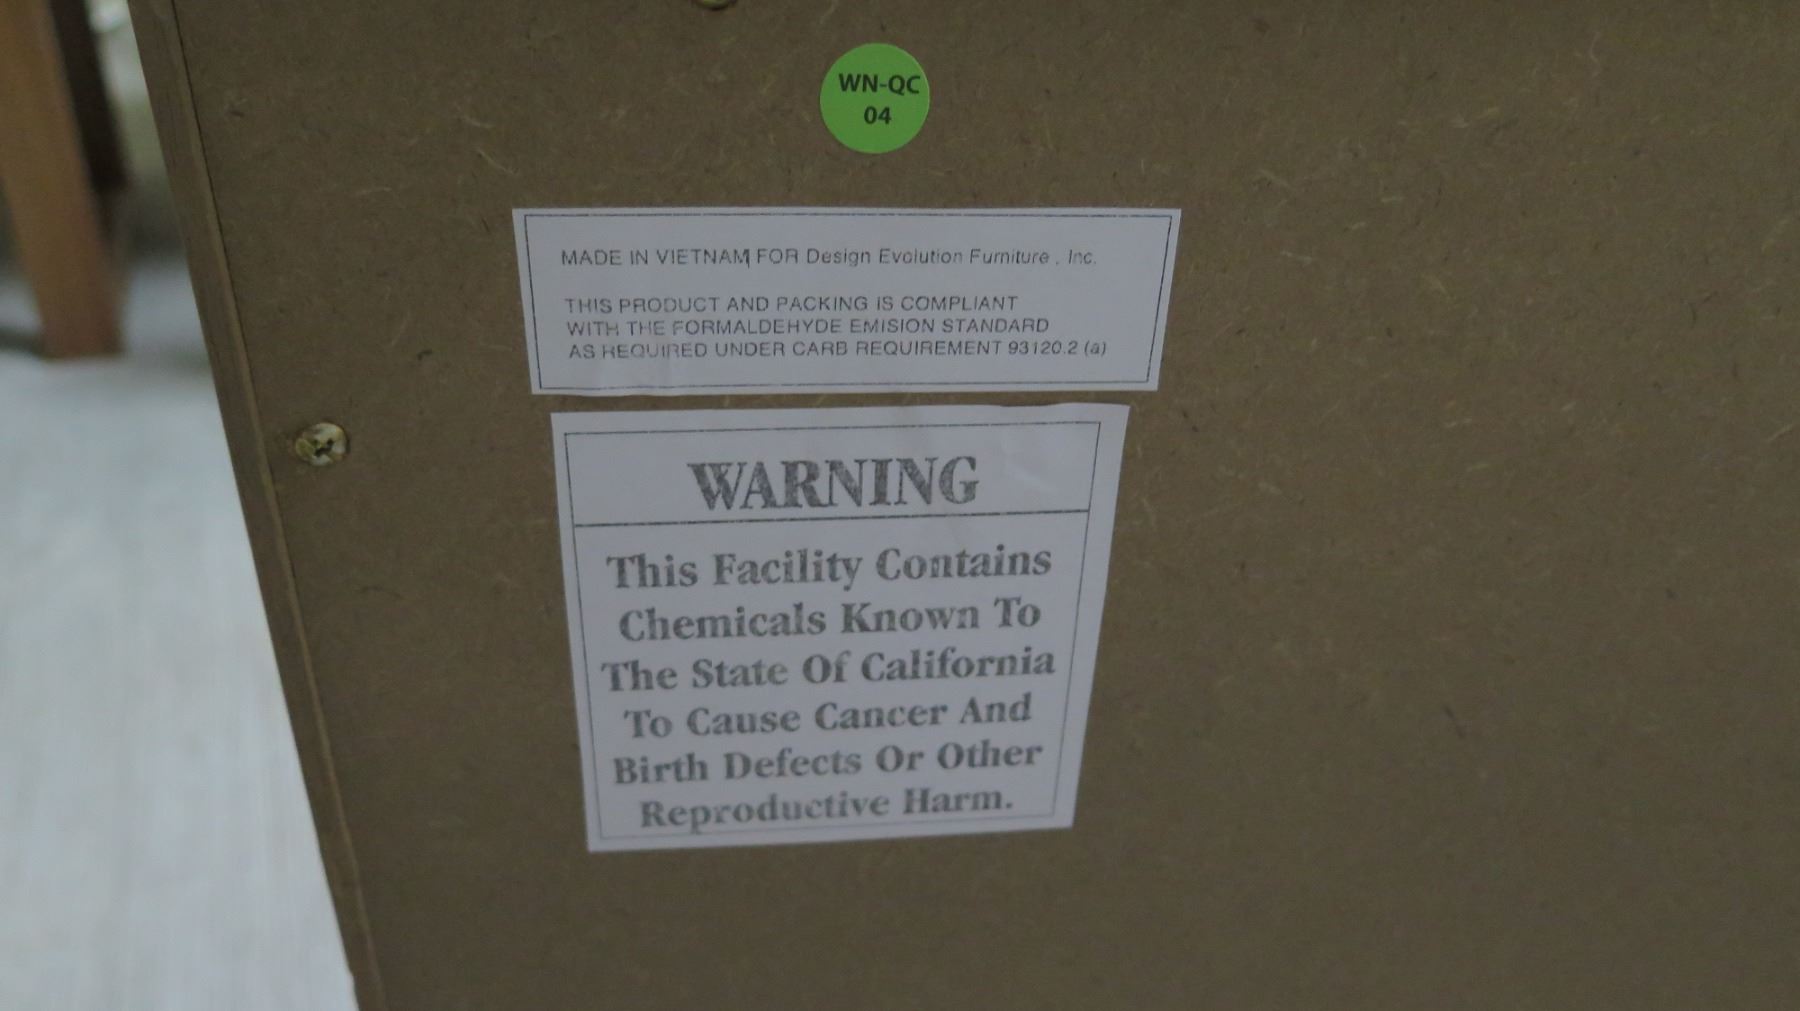 WN-QC
04
MADE IN VIETNAM FOR Design Evolution Furniture , Inc.
THIS PRODUCT AND PACKING IS COMPLIANT
WITH THE FORMALDEHYDE EMISION STANDARD
AS REQUIRED UNDER CARB REQUIREMENT 93120.2 (a)
WARNING
This Facility Contains
Chemicals Known To
The State Of California
To Cause Cancer And
Birth Defects Or Other
Reproductive Harm.